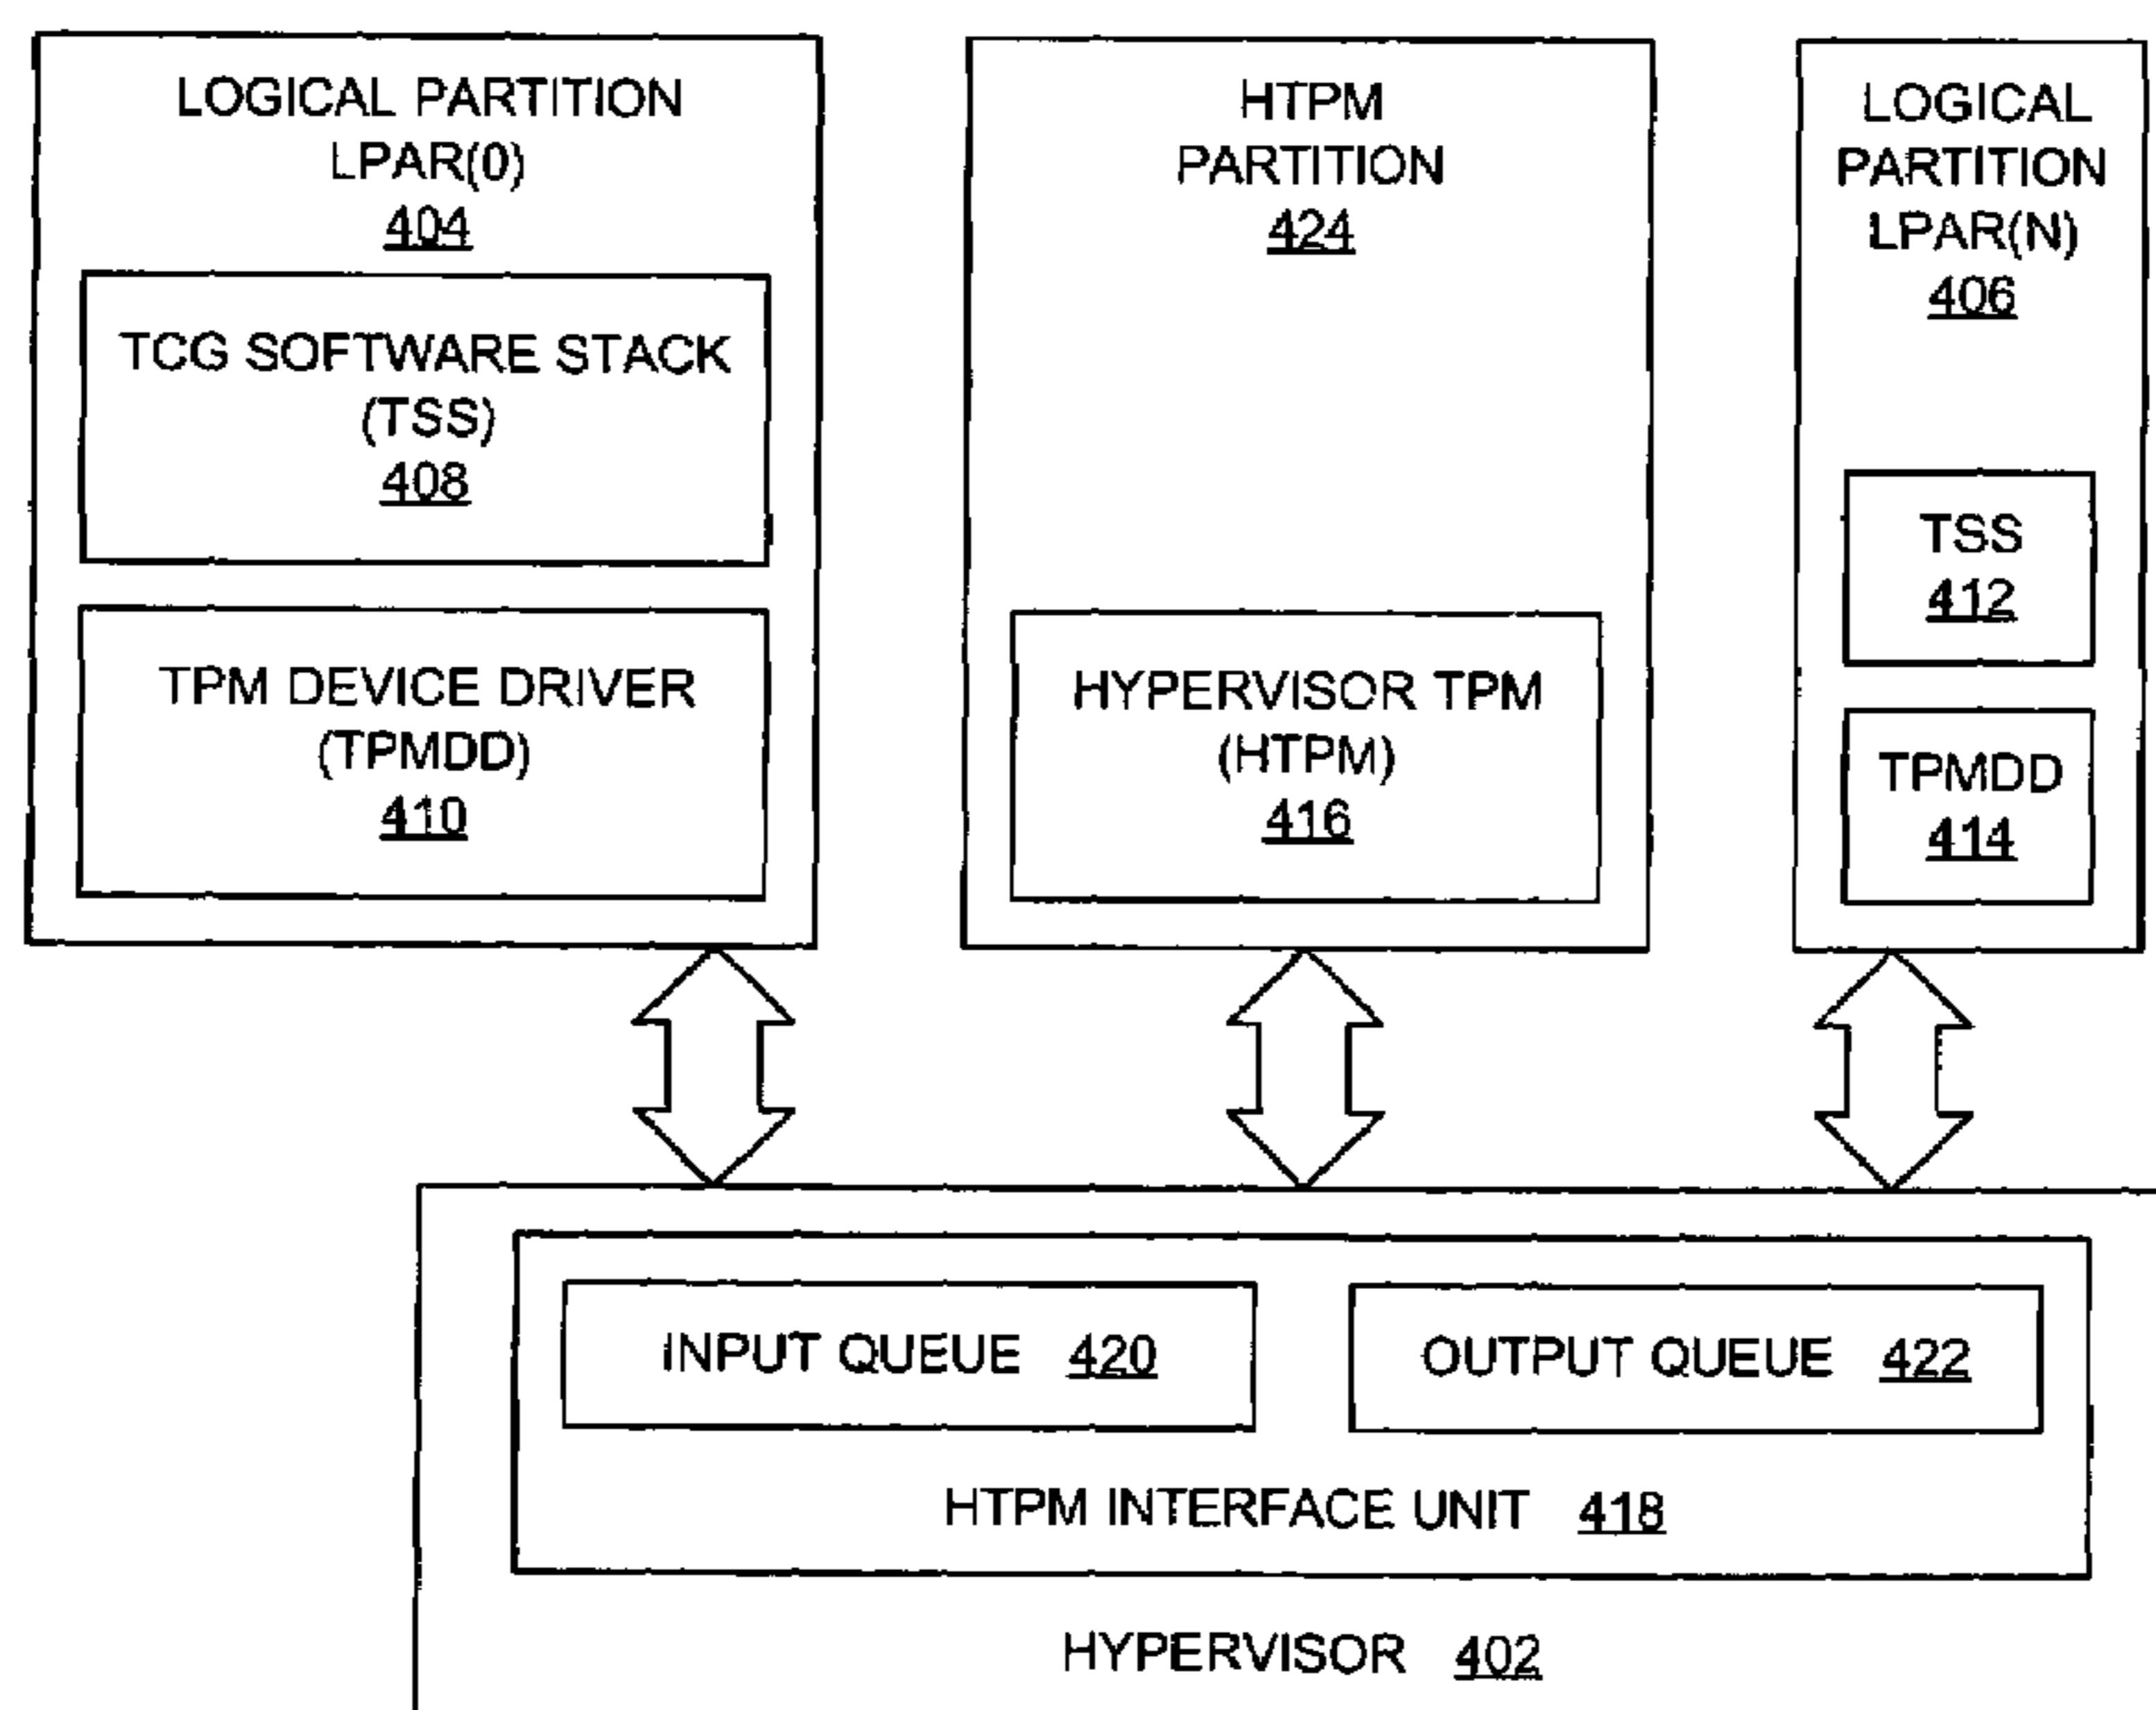 LOGICAL PARTITION
LPAR(0)
404
TCG SOFTWARE STACK
(TSS)
408
TPM DEVICE DRIVER
(TPMDD)
410
HTPM
PARTITION
424
HYPERVISOR TPM
(HTPM)
416
LOGICAL
PARTITION
LPAR(N)
406
TSS
412
TPMDD
414
INPUT QUEUE 420
OUTPUT QUEUE 422
HTPM INTERFACE UNIT 418
HYPERVISOR 402